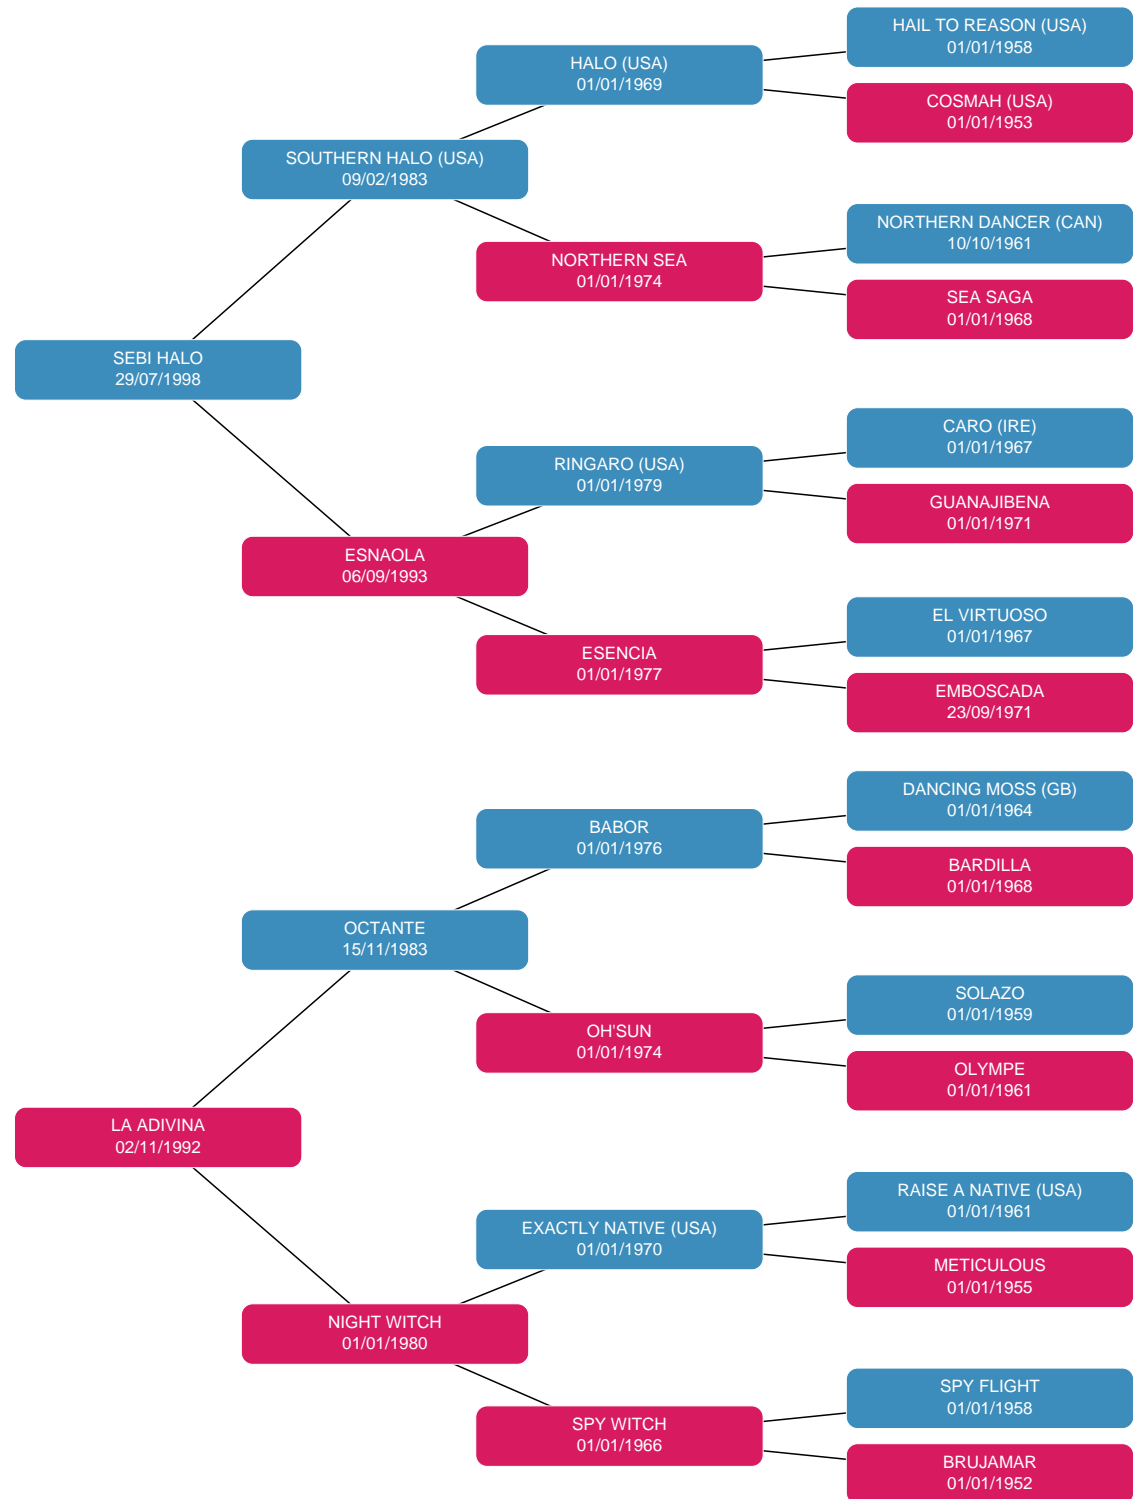 HAIL TO REASON (USA)
01/01/1958
HALO (USA)
01/01/1969
COSMAH (USA)
01/01/1953
SOUTHERN HALO (USA)
09/02/1983
NORTHERN DANCER (CAN)
10/10/1961
NORTHERN SEA
01/01/1974
SEA SAGA
01/01/1968
SEBI HALO
29/07/1998
CARO (IRE)
01/01/1967
RINGARO (USA)
01/01/1979
GUANAJIBENA
01/01/1971
ESNAOLA
06/09/1993
EL VIRTUOSO
01/01/1967
ESENCIA
01/01/1977
EMBOSCADA
23/09/1971
DANCING MOSS (GB)
01/01/1964
BABOR
01/01/1976
BARDILLA
01/01/1968
OCTANTE
15/11/1983
SOLAZO
01/01/1959
OH'SUN
01/01/1974
OLYMPE
01/01/1961
LA ADIVINA
02/11/1992
RAISE A NATIVE (USA)
01/01/1961
EXACTLY NATIVE (USA)
01/01/1970
METICULOUS
01/01/1955
NIGHT WITCH
01/01/1980
SPY FLIGHT
01/01/1958
SPY WITCH
01/01/1966
BRUJAMAR
01/01/1952